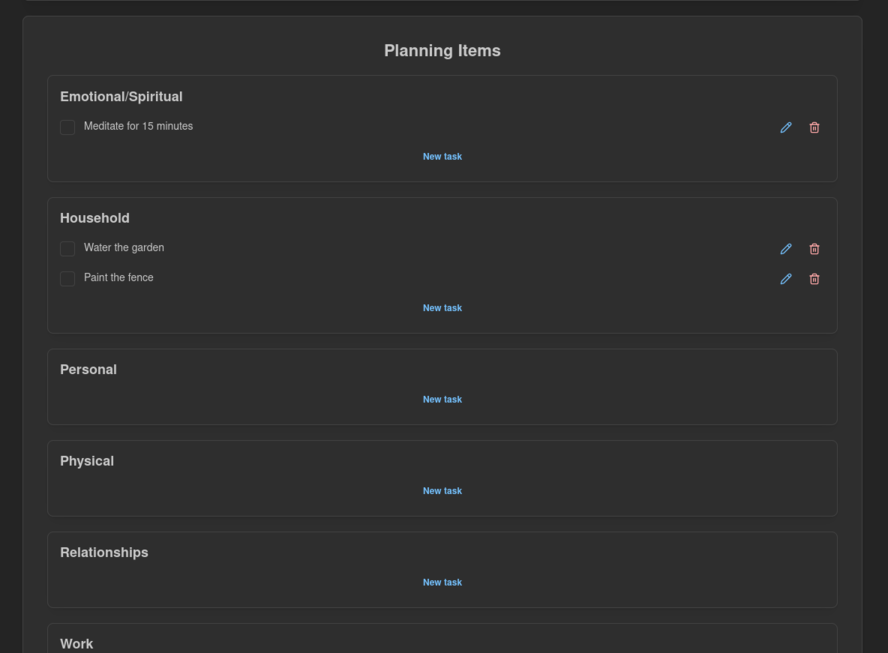 Planning Items
Emotional/Spiritual
Meditate for 15 minutes
New task
Household
Water the garden
Paint the fence
New task
Personal
New task
Physical
New task
Relationships
New task
Work